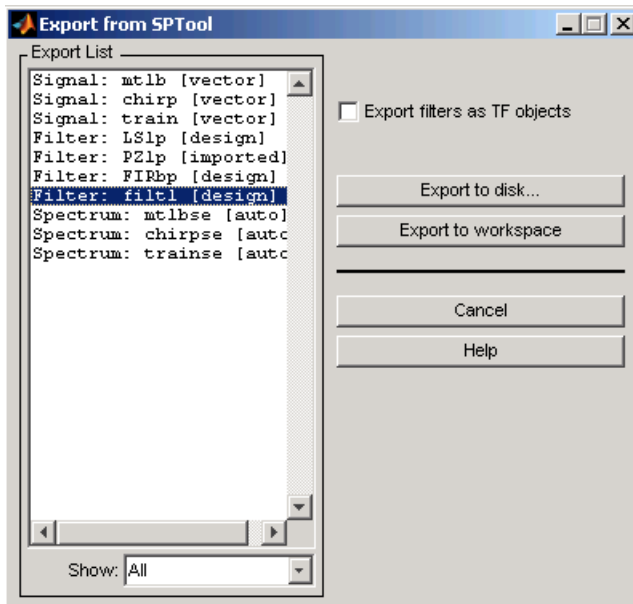 Export from SPTool
Export List
Signal: mtlb [vector]
Signal: chirp [vector]
Signal: train [vector]
Filter: LSlp [design]
Filter: PZlp [imported]
Filter: FIRbp [design]
Filter: filt1 [design]
Spectrum: mtlbse [auto]
Spectrum: chirpse [auto
Spectrum: trainse [auto
Show: All
Export filters as TF objects
Export to disk...
Export to workspace
Cancel
Help